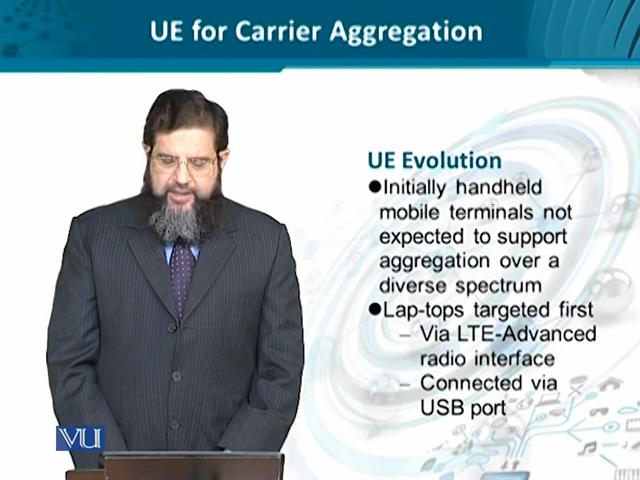 UE for Carrier Aggregation
UE Evolution
●Initially handheld
mobile terminals not
expected to support
aggregation over a
diverse spectrum
●Lap-tops targeted first
– Via LTE-Advanced
radio interface
– Connected via
USB port
VU